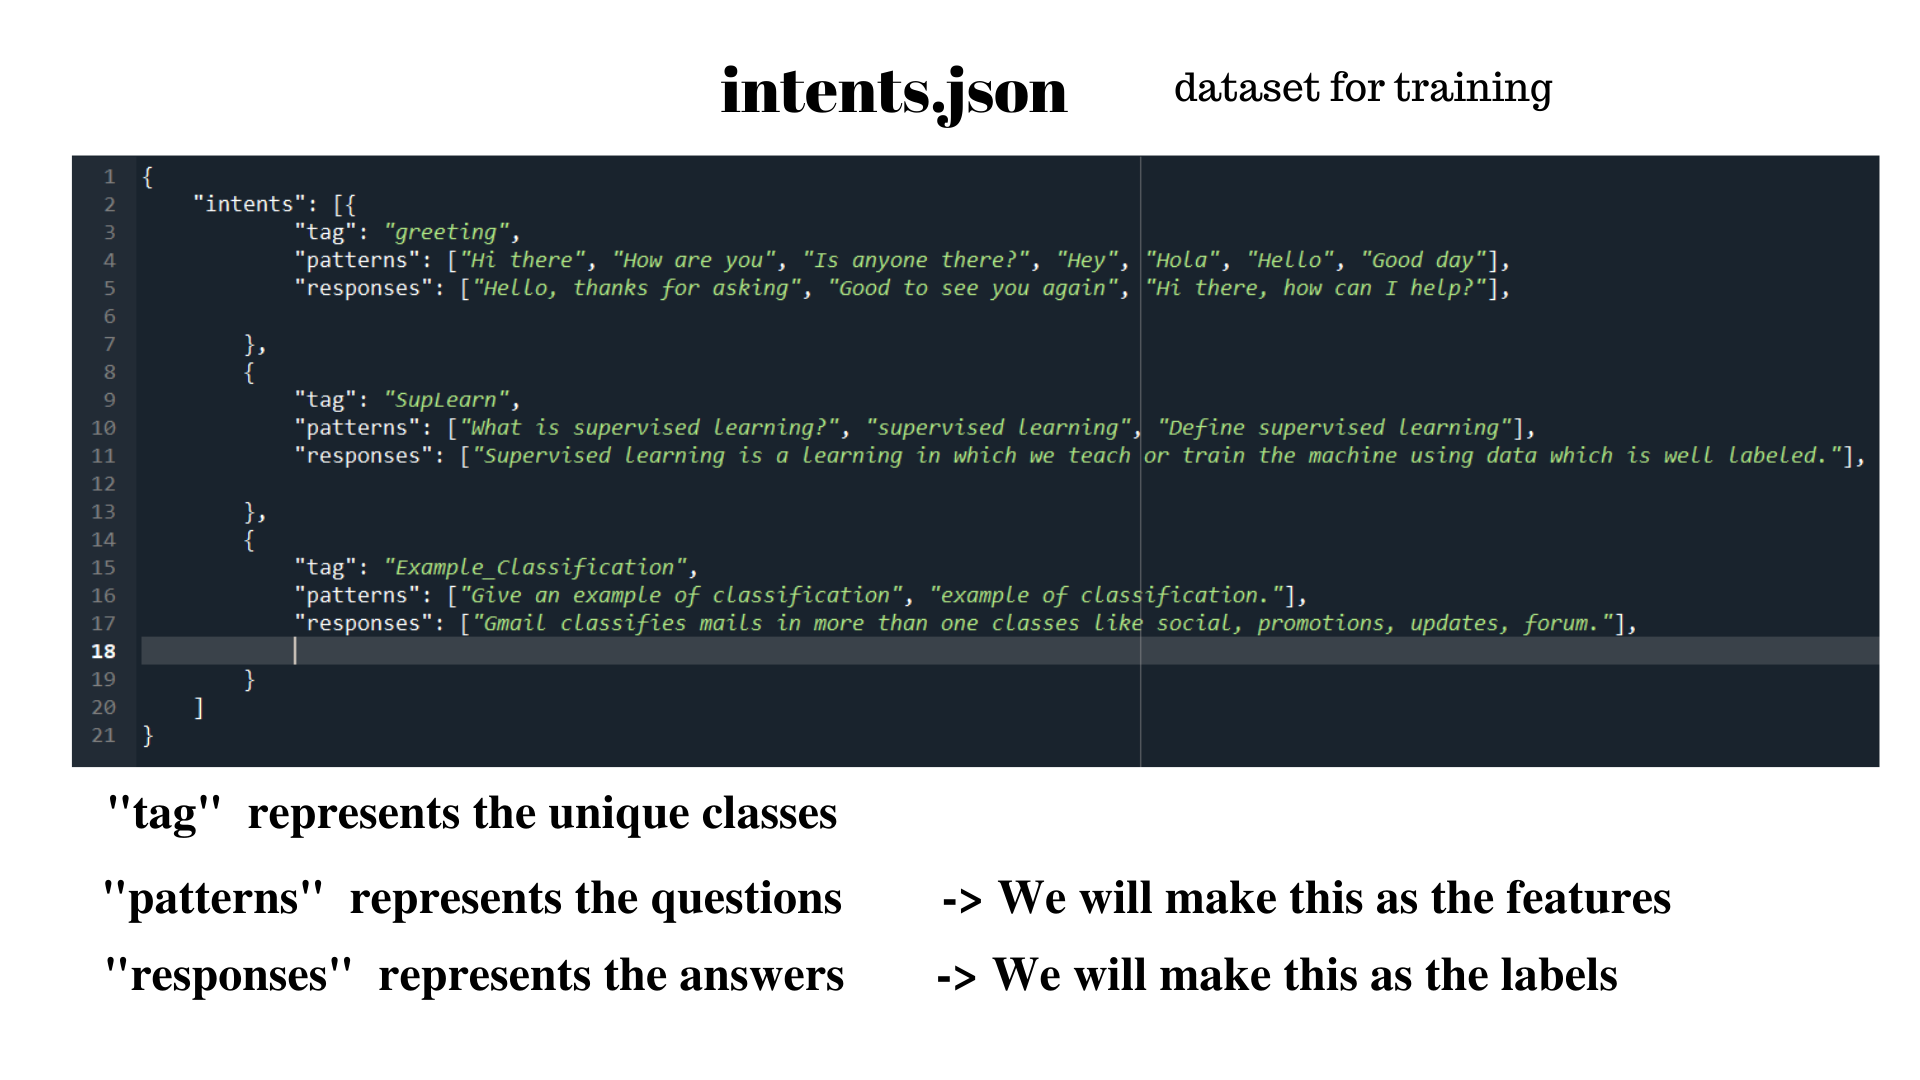 intents.json dataset for training
1 {
2     "intents": [{
3             "tag": "greeting",
4             "patterns": ["Hi there", "How are you", "Is anyone there?", "Hey", "Hola", "Hello", "Good day"],
5             "responses": ["Hello, thanks for asking", "Good to see you again", "Hi there, how can I help?"],
6
7         },
8         {
9             "tag": "SupLearn",
10             "patterns": ["What is supervised learning?", "supervised learning", "Define supervised learning"],
11             "responses": ["Supervised learning is a learning in which we teach or train the machine using data which is well labeled."],
12
13         },
14         {
15             "tag": "Example_Classification",
16             "patterns": ["Give an example of classification", "example of classification."],
17             "responses": ["Gmail classifies mails in more than one classes like social, promotions, updates, forum."],
18
19         }
20     ]
21 }
"tag" represents the unique classes
"patterns" represents the questions -> We will make this as the features
"responses" represents the answers -> We will make this as the labels